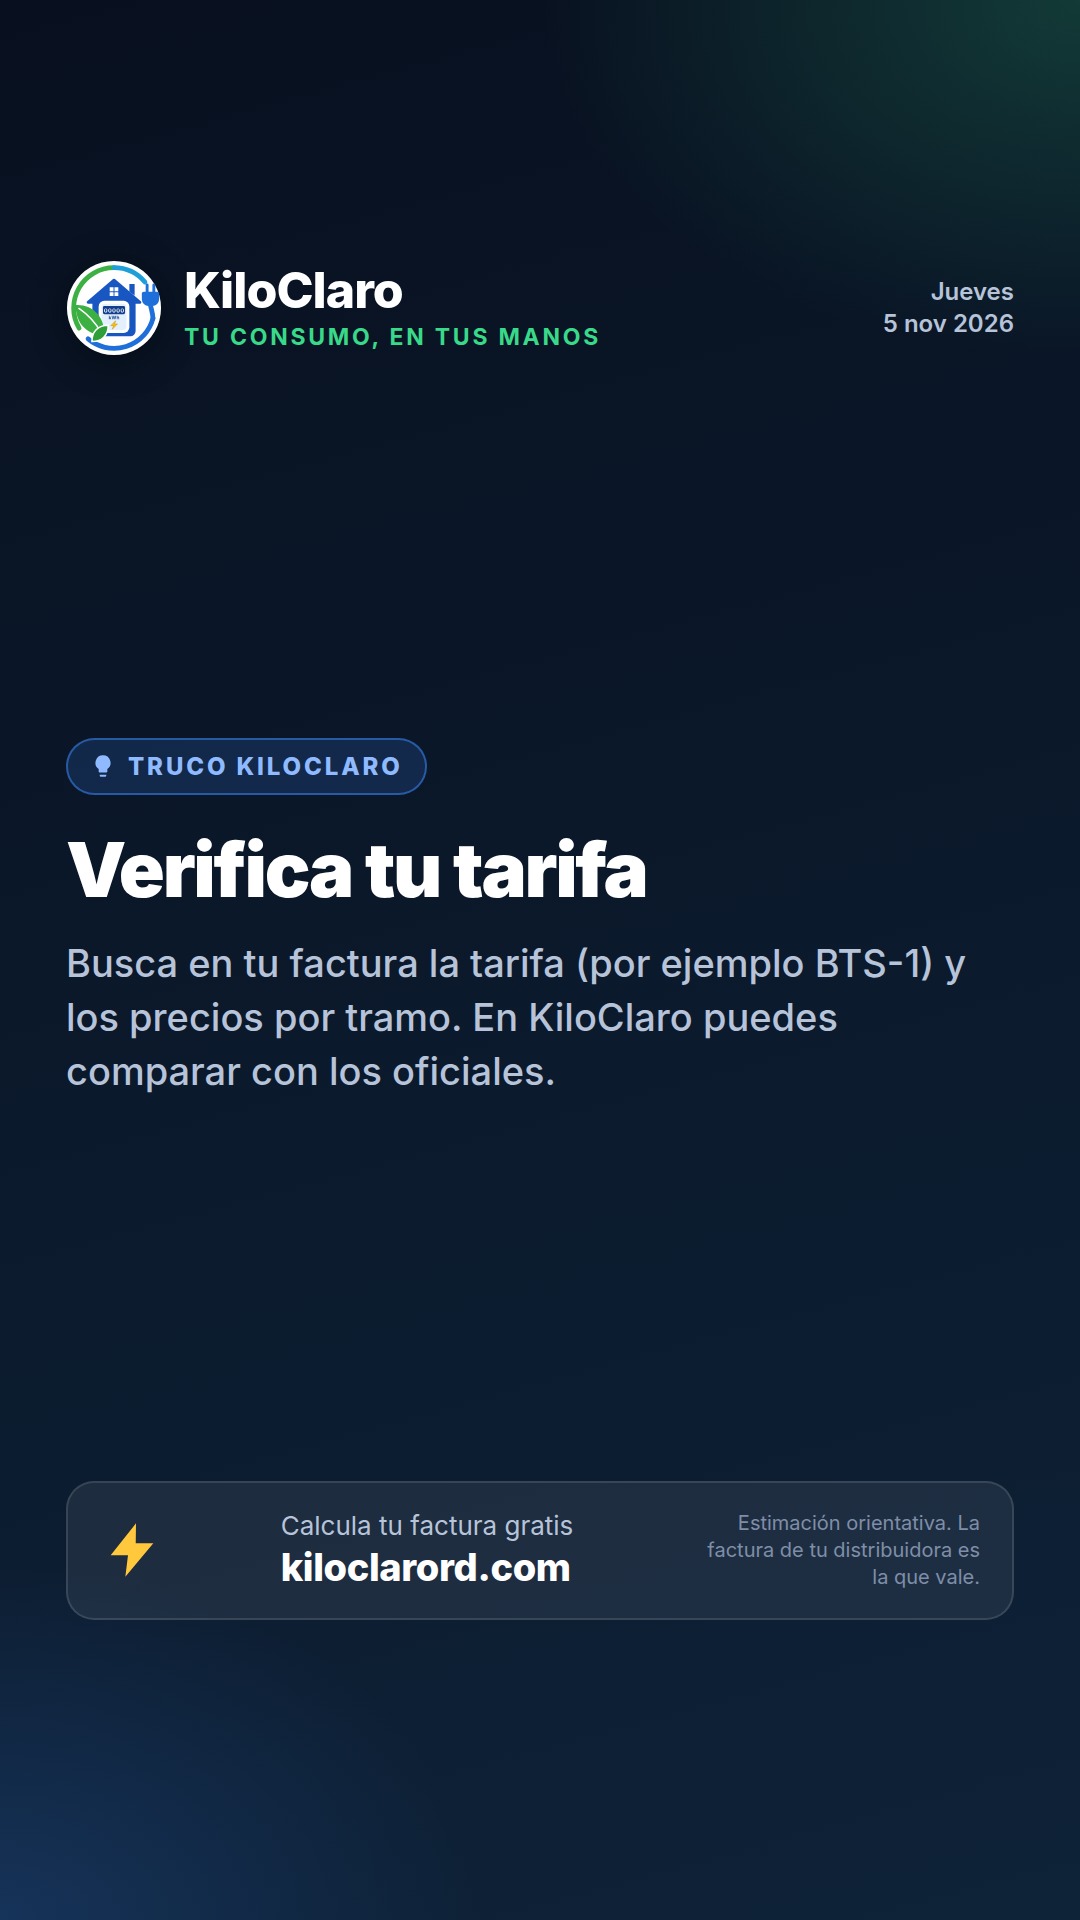 KiloClaro
TU CONSUMO, EN TUS MANOS
Jueves
5 nov 2026
TRUCO KILOCLARO
Verifica tu tarifa
Busca en tu factura la tarifa (por ejemplo BTS-1) y
los precios por tramo. En KiloClaro puedes
comparar con los oficiales.
Calcula tu factura gratis
kiloclarord.com
Estimación orientativa. La
factura de tu distribuidora es
la que vale.